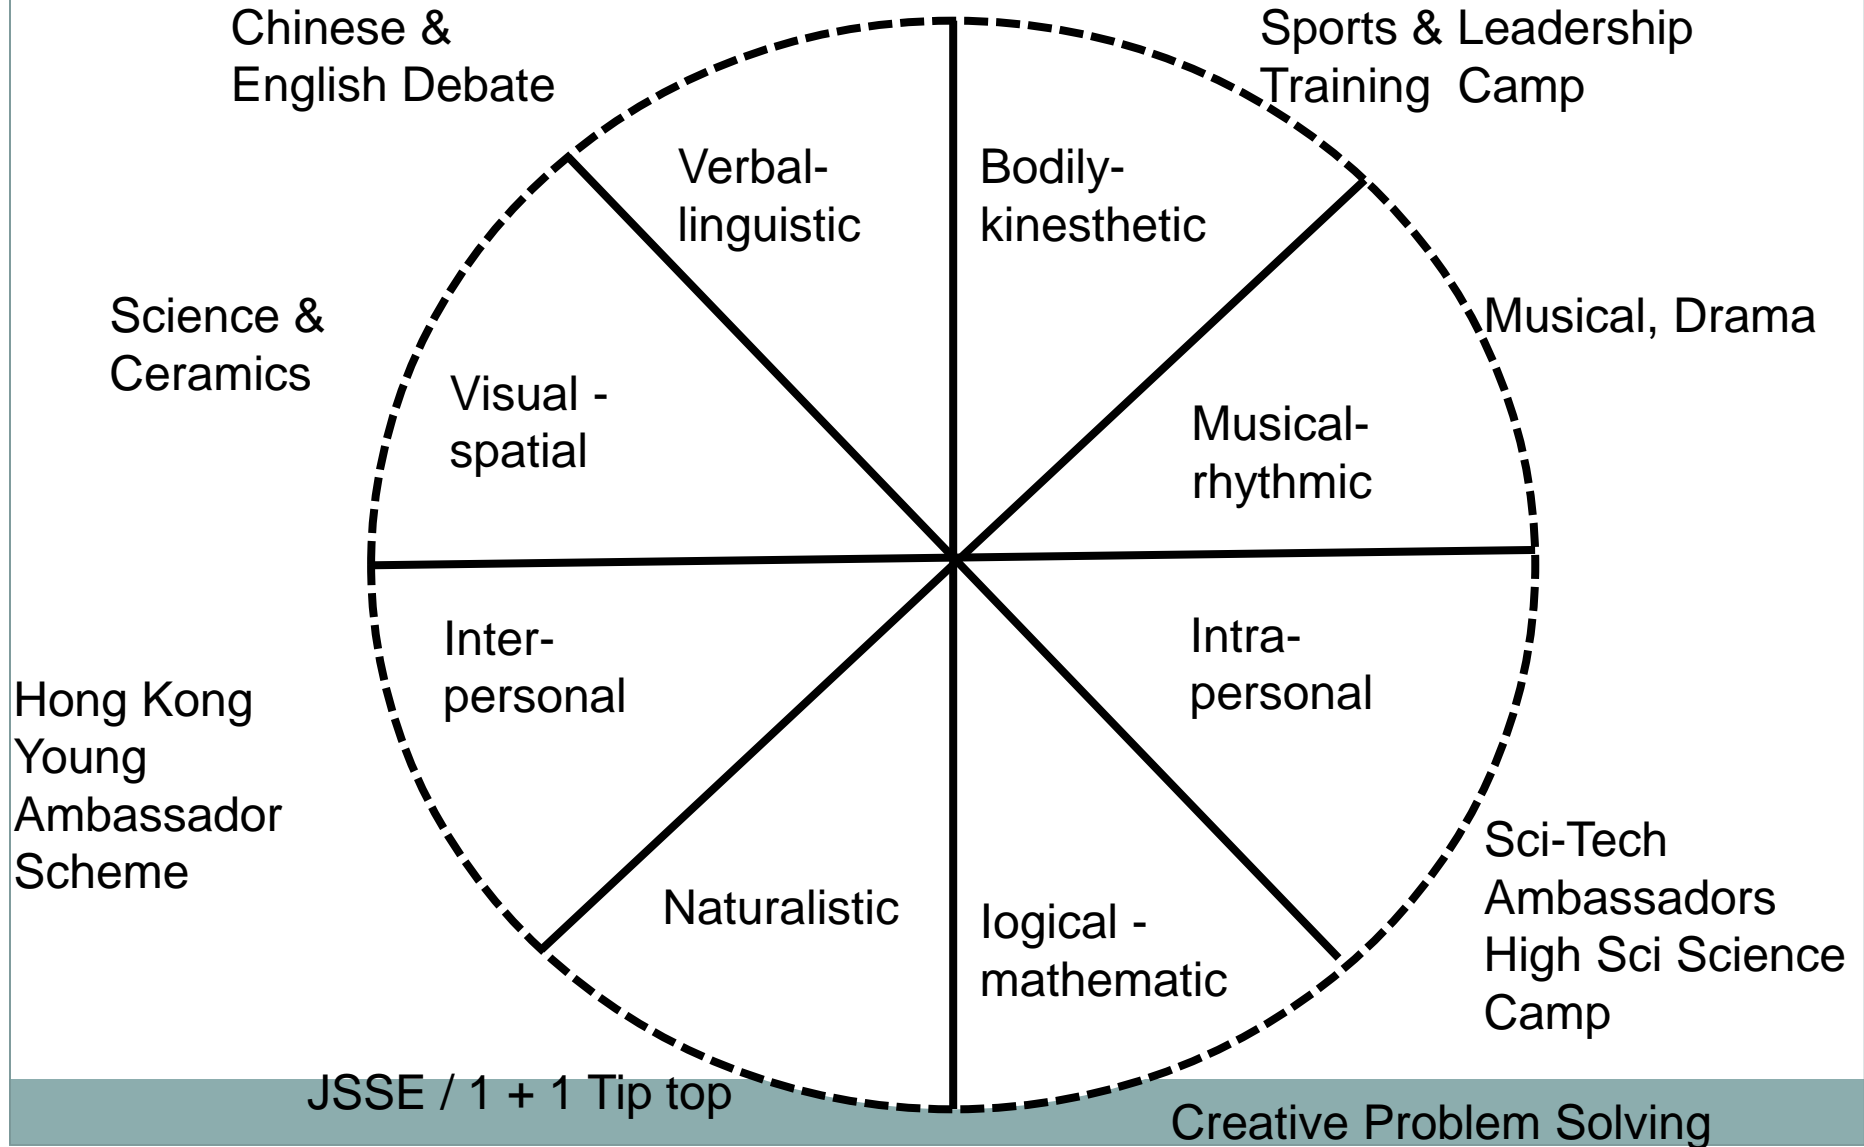 Chinese &
English Debate
Sports & Leadership
Training  Camp
Verbal-
linguistic
Bodily-
kinesthetic
Science &
Ceramics
Musical, Drama
Visual -
spatial
Musical-
rhythmic
Inter-
personal
Intra-
personal
Hong Kong
Young
Ambassador
Scheme
Sci-Tech
Ambassadors
High Sci Science
Camp
Naturalistic
logical -
mathematic
JSSE / 1 + 1 Tip top
Creative Problem Solving